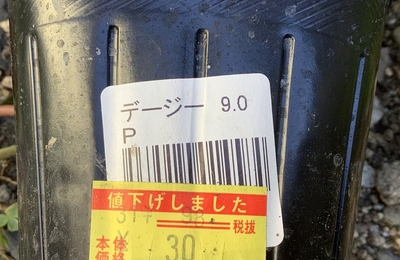 デージー 9.0
P
値下げしました
税抜
本体 30
価格 ¥